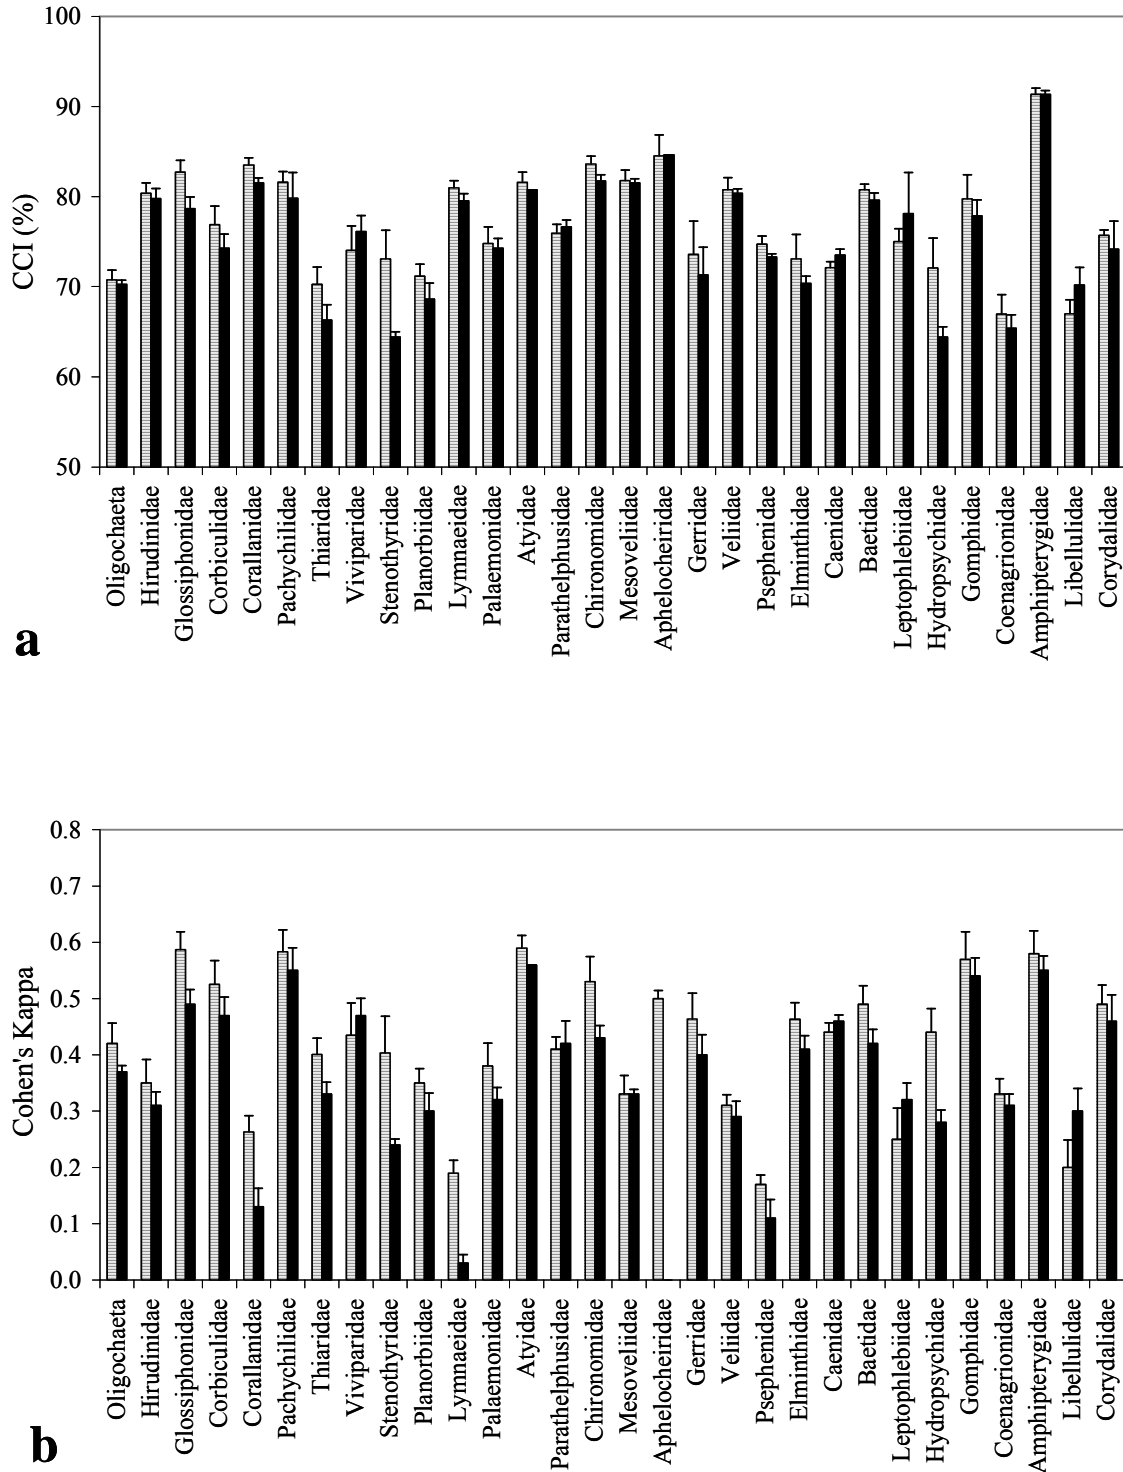 100
90
80
70
60
50
CCI (%)
Oligochaeta
Hirudinidae
Glossiphonidae
Corbiculidae
Corallanidae
Pachychilidae
Thiaridae
Viviparidae
Stenothyridae
Planorbiidae
Lymnaeidae
Palaemonidae
Atyidae
Parathelphusidae
Chironomidae
Mesoveliidae
Aphelocheirridae
Gerridae
Veliidae
Psephenidae
Elminthidae
Caenidae
Baetidae
Leptophlebiidae
Hydropsychidae
Gomphidae
Coenagrionidae
Amphipterygidae
Libellulidae
Corydalidae
a
0.8
0.7
0.6
0.5
0.4
0.3
0.2
0.1
0.0
Cohen's Kappa
Oligochaeta
Hirudinidae
Glossiphonidae
Corbiculidae
Corallanidae
Pachychilidae
Thiaridae
Viviparidae
Stenothyridae
Planorbiidae
Lymnaeidae
Palaemonidae
Atyidae
Parathelphusidae
Chironomidae
Mesoveliidae
Aphelocheirridae
Gerridae
Veliidae
Psephenidae
Elminthidae
Caenidae
Baetidae
Leptophlebiidae
Hydropsychidae
Gomphidae
Coenagrionidae
Amphipterygidae
Libellulidae
Corydalidae
b